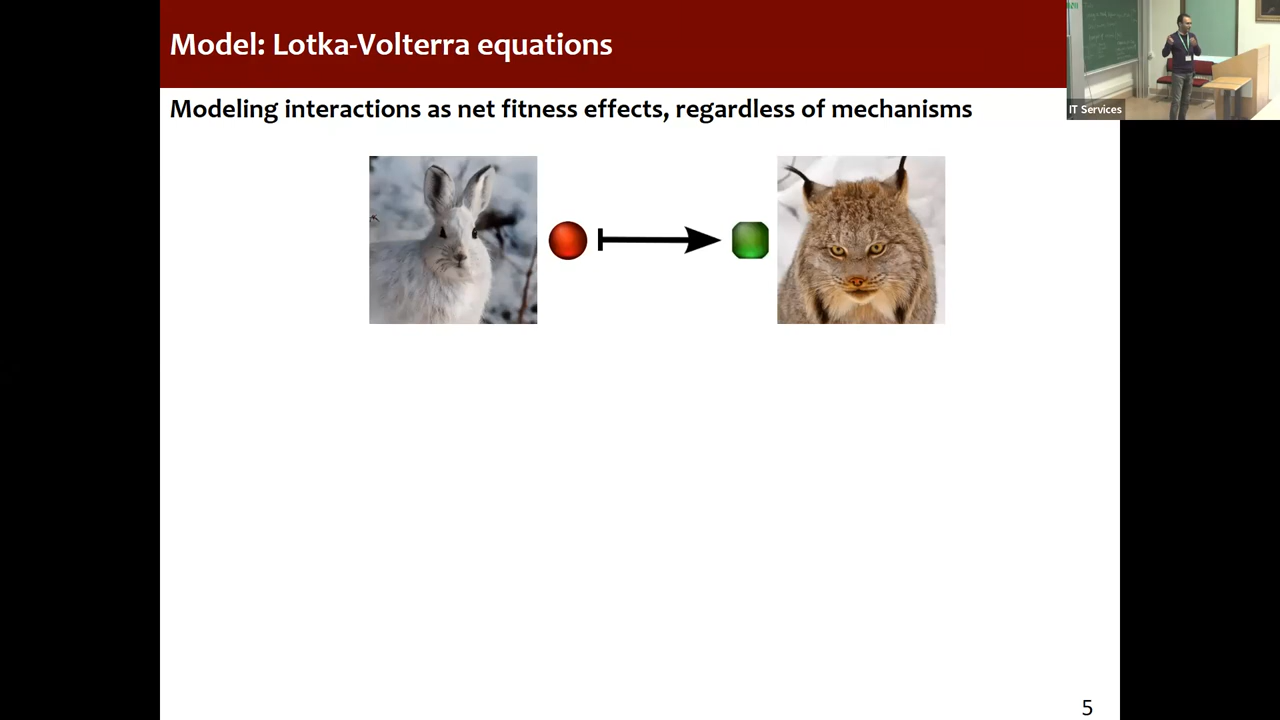 Model: Lotka-Volterra equations
Modeling interactions as net fitness effects, regardless of mechanisms
IT Services
5